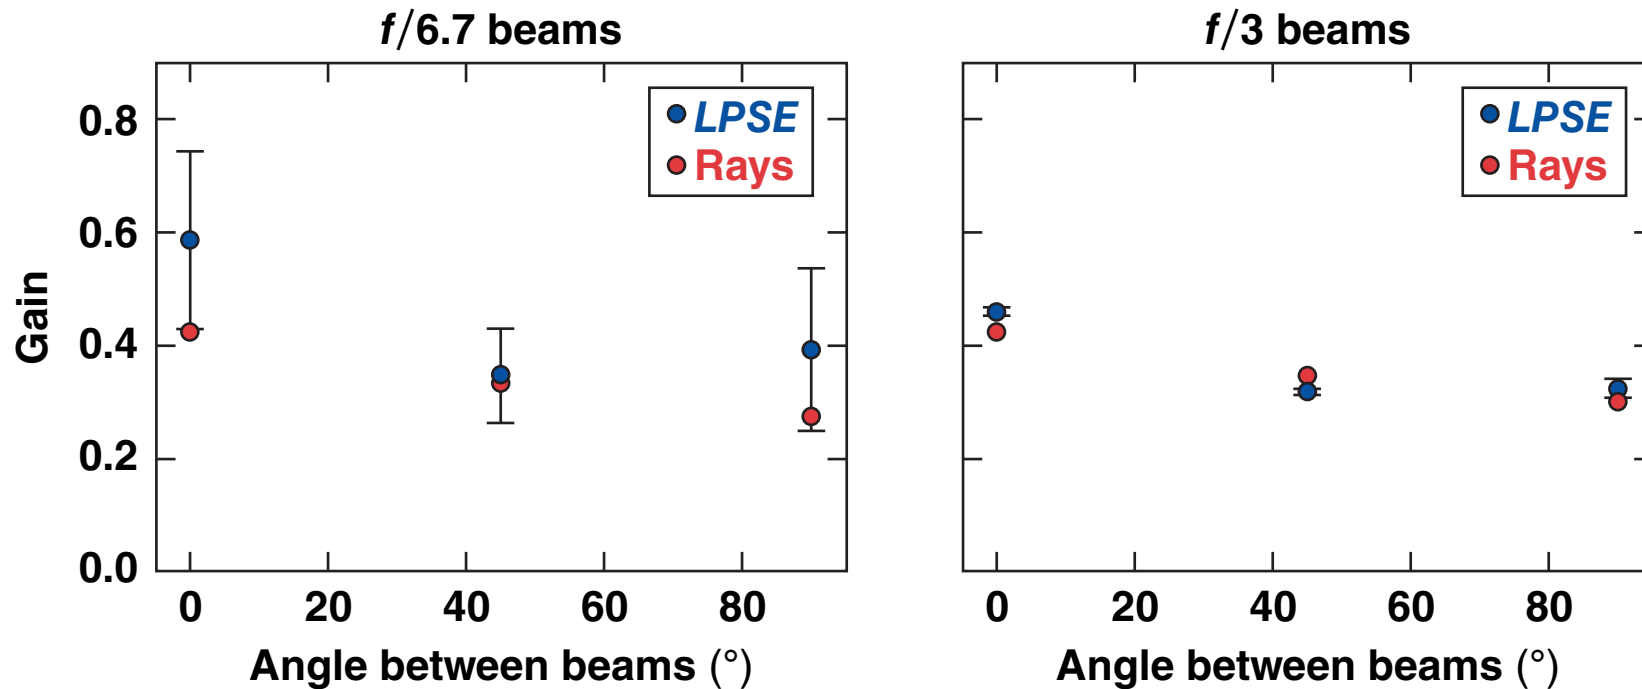 f/6.7 beams
LPSE
Rays
Gain
0.8
0.6
0.4
0.2
0.0
0 20 40 60 80
Angle between beams (°)
f/3 beams
LPSE
Rays
0 20 40 60 80
Angle between beams (°)